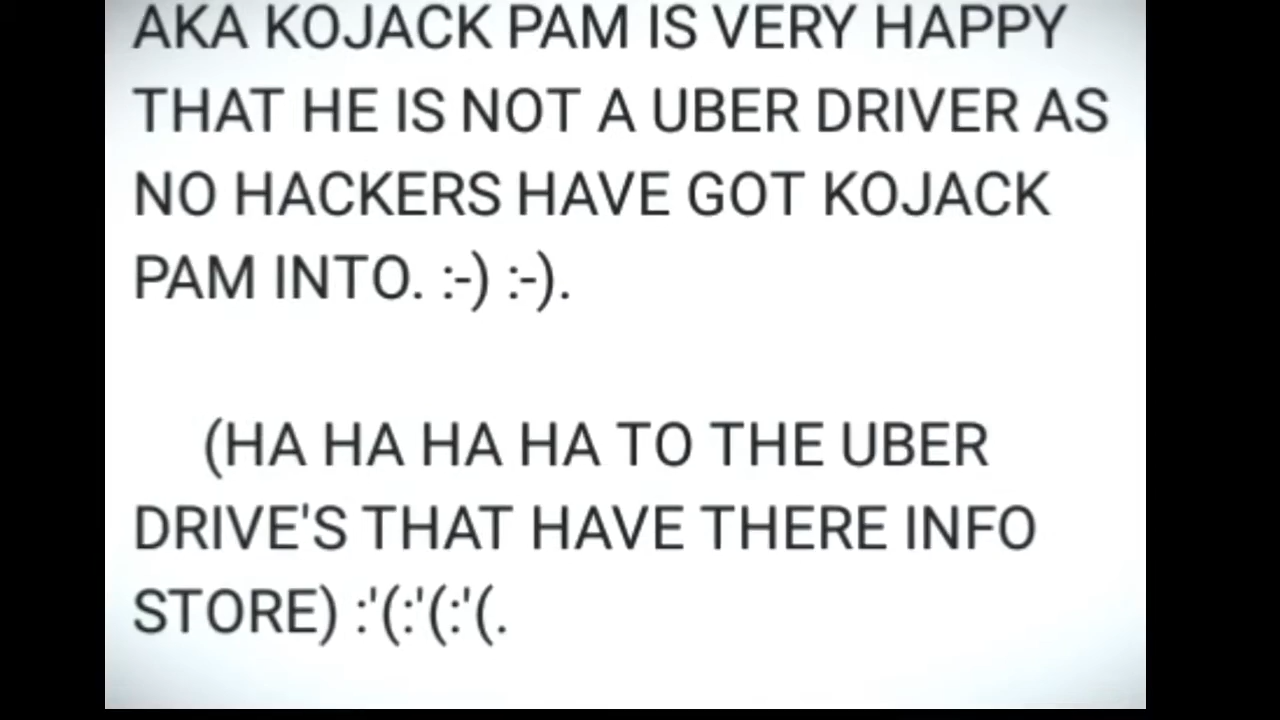 AKA KOJACK PAM IS VERY HAPPY
THAT HE IS NOT A UBER DRIVER AS
NO HACKERS HAVE GOT KOJACK
PAM INTO. :-) :-).
(HA HA HA HA TO THE UBER
DRIVE'S THAT HAVE THERE INFO
STORE) :'(:'(:'(.